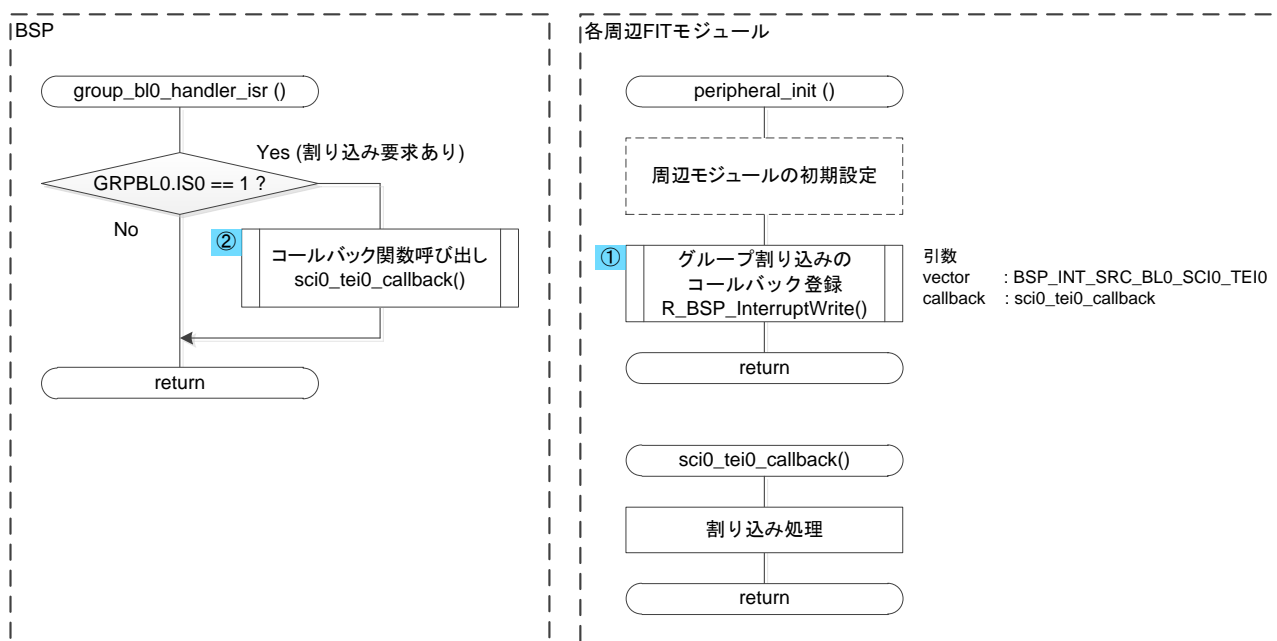 BSP
group_bl0_handler_isr ()
Yes (割り込み要求あり)
GRPBL0.IS0 == 1 ?
No
②
コールバック関数呼び出し
sci0_tei0_callback()
return
各周辺FITモジュール
peripheral_init ()
周辺モジュールの初期設定
①
グループ割り込みの
コールバック登録
R_BSP_InterruptWrite()
引数
vector : BSP_INT_SRC_BL0_SCI0_TEI0
callback : sci0_tei0_callback
return
sci0_tei0_callback()
割り込み処理
return